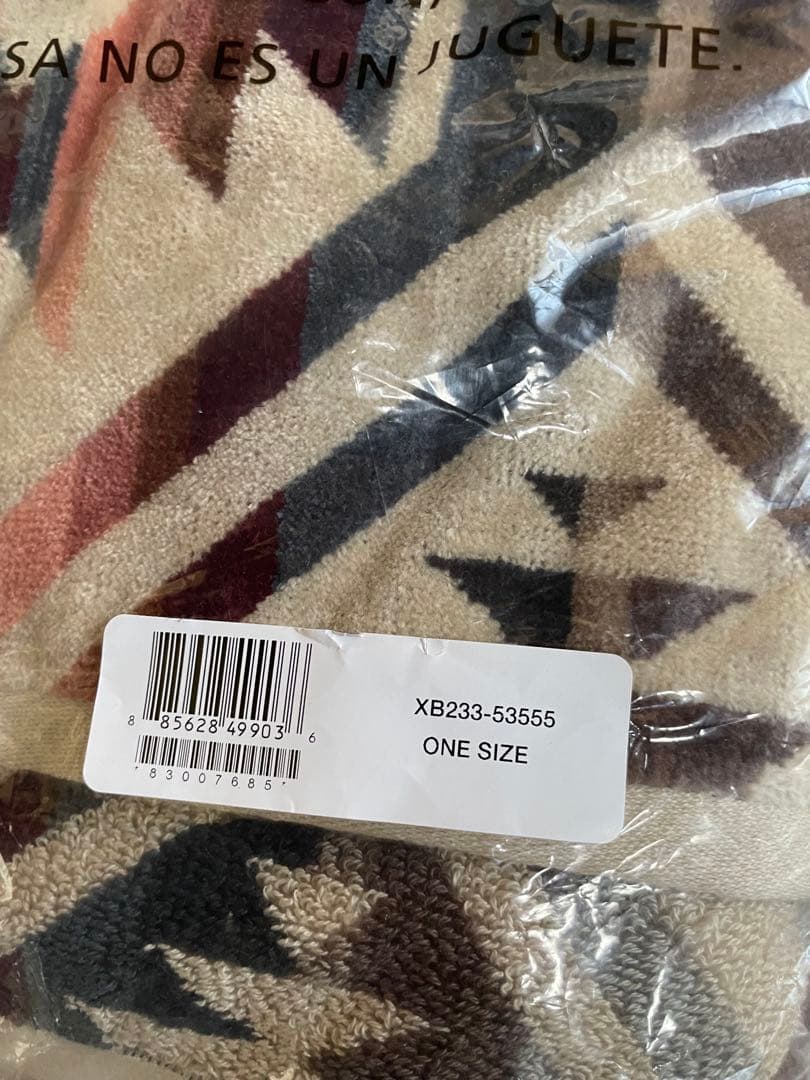 SA NO ES UN JUGUETE.
8 85628 49903 6
*83007685*
XB233-53555
ONE SIZE